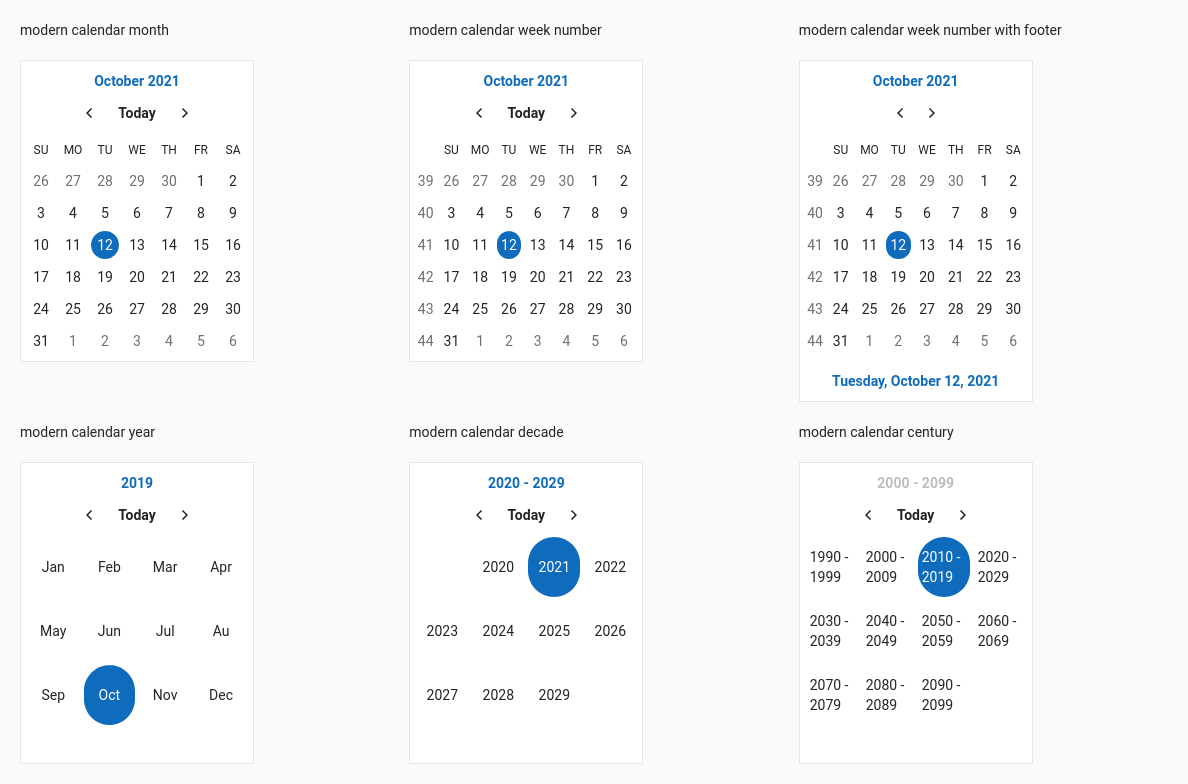 modern calendar month
October 2021
Today
SU MO TU WE TH FR SA
26 27 28 29 30 1 2
3 4 5 6 7 8 9
10 11 12 13 14 15 16
17 18 19 20 21 22 23
24 25 26 27 28 29 30
31 1 2 3 4 5 6
modern calendar week number
October 2021
Today
SU MO TU WE TH FR SA
39 26 27 28 29 30 1 2
40 3 4 5 6 7 8 9
41 10 11 12 13 14 15 16
42 17 18 19 20 21 22 23
43 24 25 26 27 28 29 30
44 31 1 2 3 4 5 6
modern calendar week number with footer
October 2021
SU MO TU WE TH FR SA
39 26 27 28 29 30 1 2
40 3 4 5 6 7 8 9
41 10 11 12 13 14 15 16
42 17 18 19 20 21 22 23
43 24 25 26 27 28 29 30
44 31 1 2 3 4 5 6
Tuesday, October 12, 2021
modern calendar year
2019
Today
Jan Feb Mar Apr
May Jun Jul Au
Sep Oct Nov Dec
modern calendar decade
2020 - 2029
Today
2020 2021 2022
2023 2024 2025 2026
2027 2028 2029
modern calendar century
2000 - 2099
Today
1990 - 2000 - 2010 - 2020 -
1999 2009 2019 2029
2030 - 2040 - 2050 - 2060 -
2039 2049 2059 2069
2070 - 2080 - 2090 -
2079 2089 2099